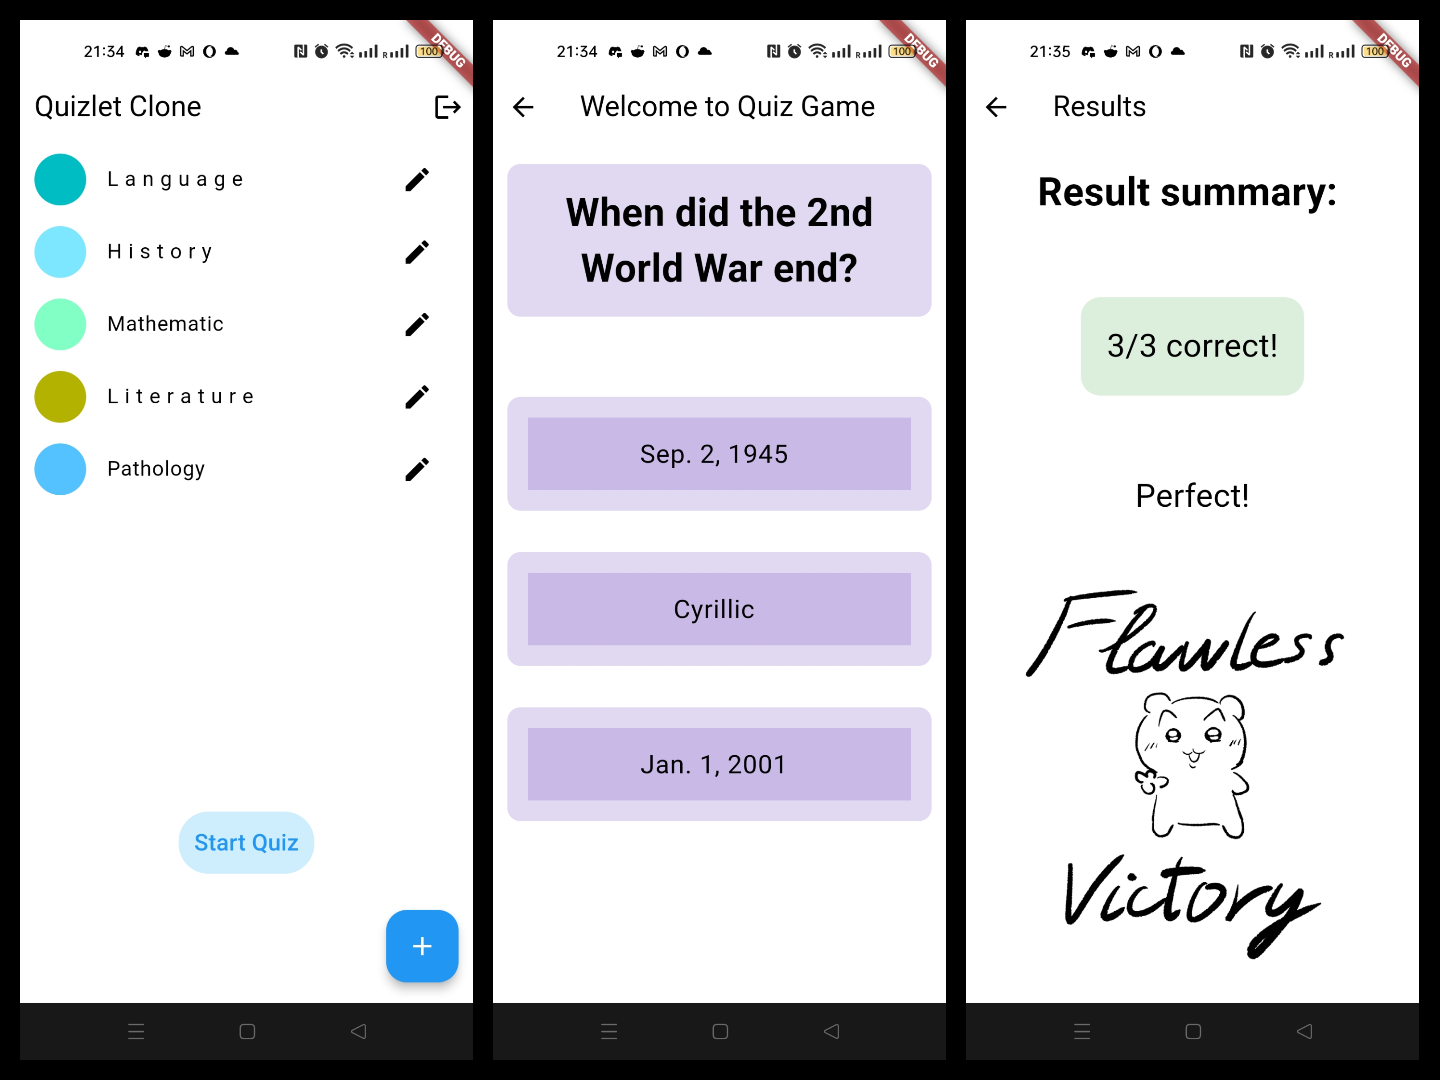 21:34
100
DEBUG
Quizlet Clone
Language
History
Mathematic
Literature
Pathology
Start Quiz
+
21:34
R
100
DEBUG
Welcome to Quiz Game
When did the 2nd
World War end?
Sep. 2, 1945
Cyrillic
Jan. 1, 2001
21:35
R
100
DEBUG
Results
Result summary:
3/3 correct!
Perfect!
Flawless
Victory